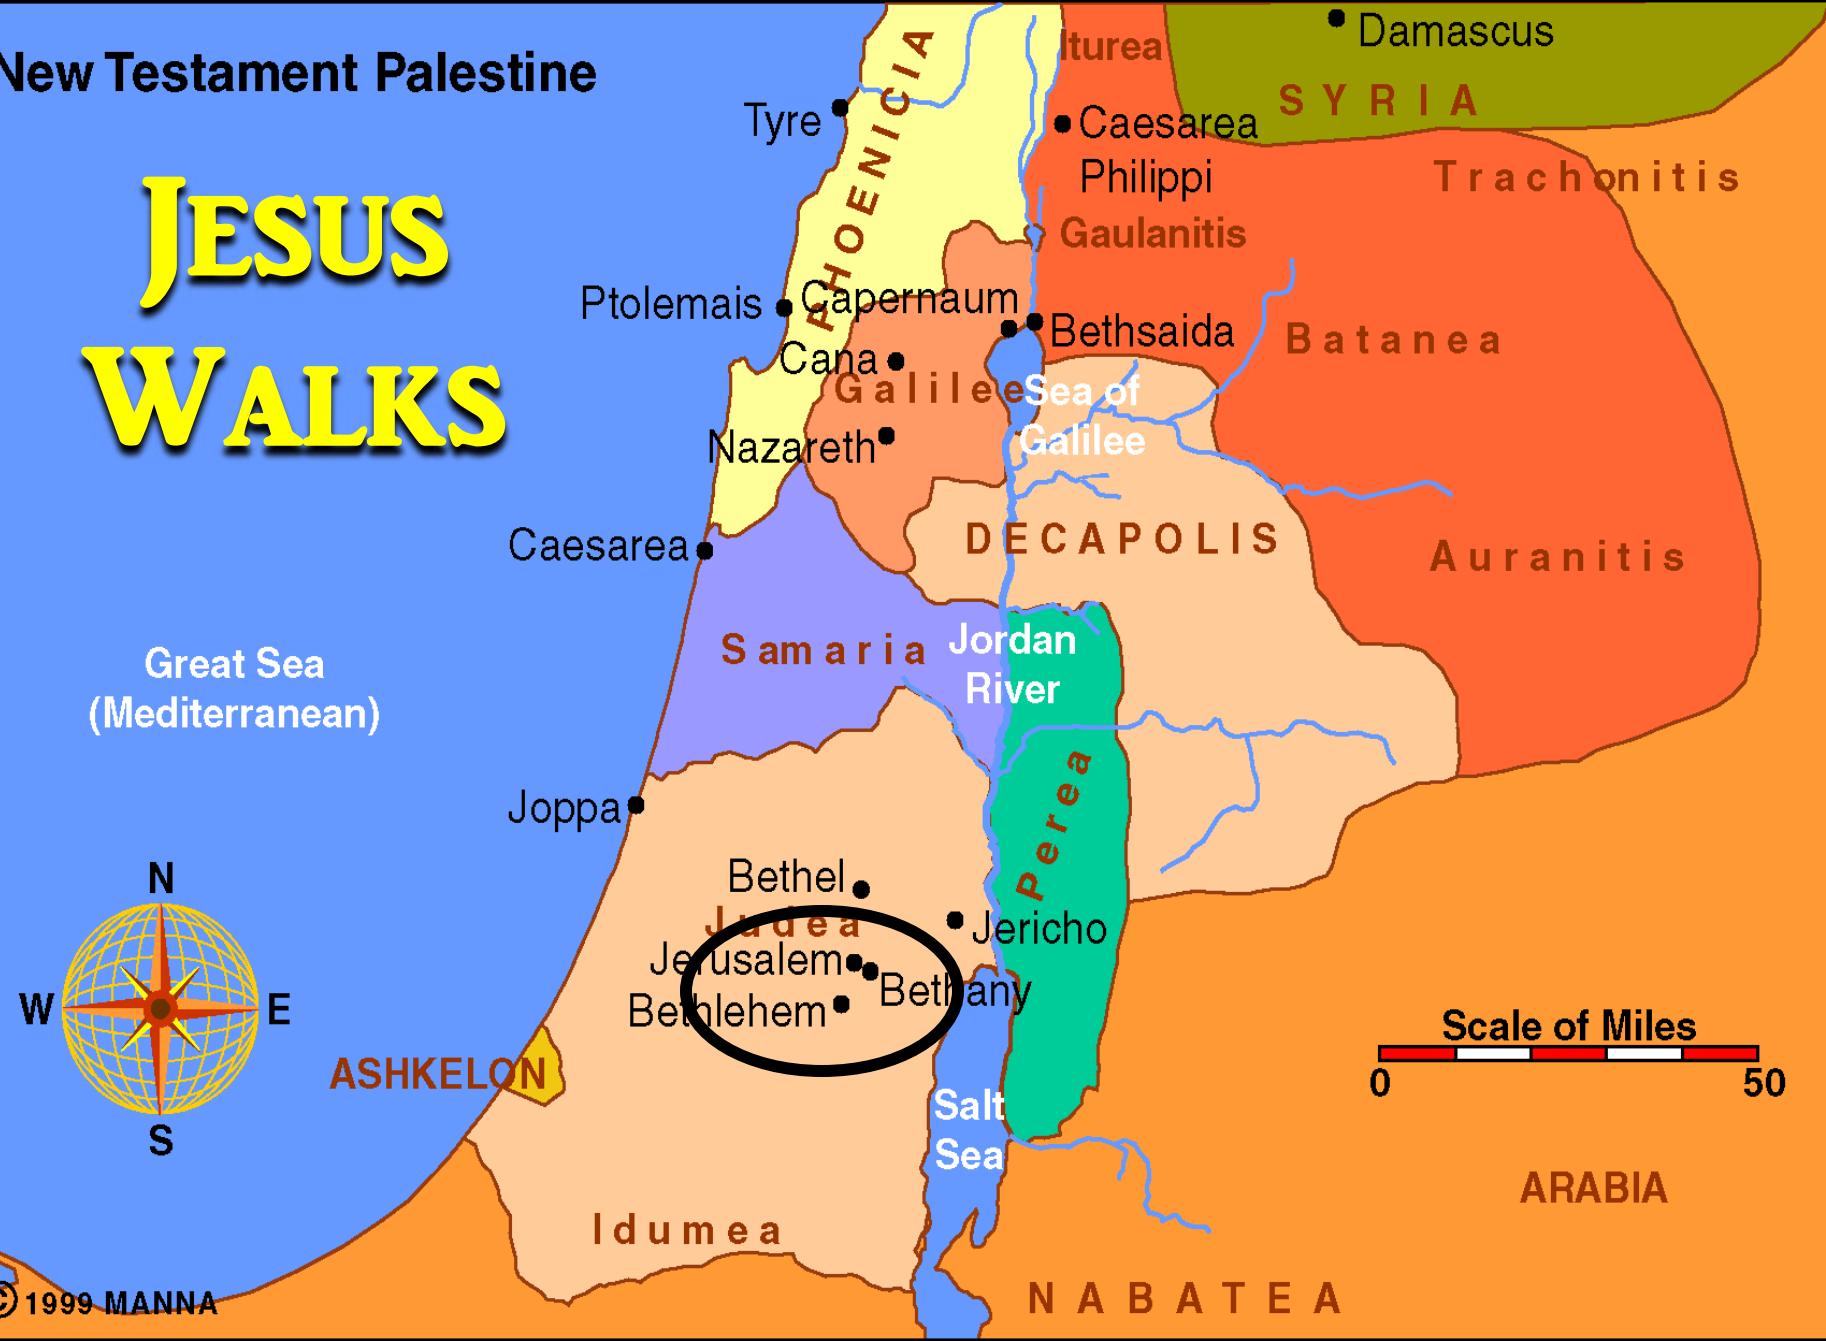 New Testament Palestine
JESUS
WALKS
Damascus
SYRIA
Iturea
PHOENICIA
Tyre
Caesarea
Philippi
Trachonitis
Gaulanitis
Ptolemais
Capernaum
Bethsaida
Batanea
Cana
Galilee
Sea of
Galilee
Nazareth
DECAPOLIS
Caesarea
Auranitis
Samaria
Jordan
River
Great Sea
(Mediterranean)
Perea
Joppa
Bethel
Judea
Jericho
Jerusalem
Bethany
Bethlehem
N
W
E
S
ASHKELON
Scale of Miles
0
50
Salt
Sea
ARABIA
Idumea
NABATEA
© 1999 MANNA